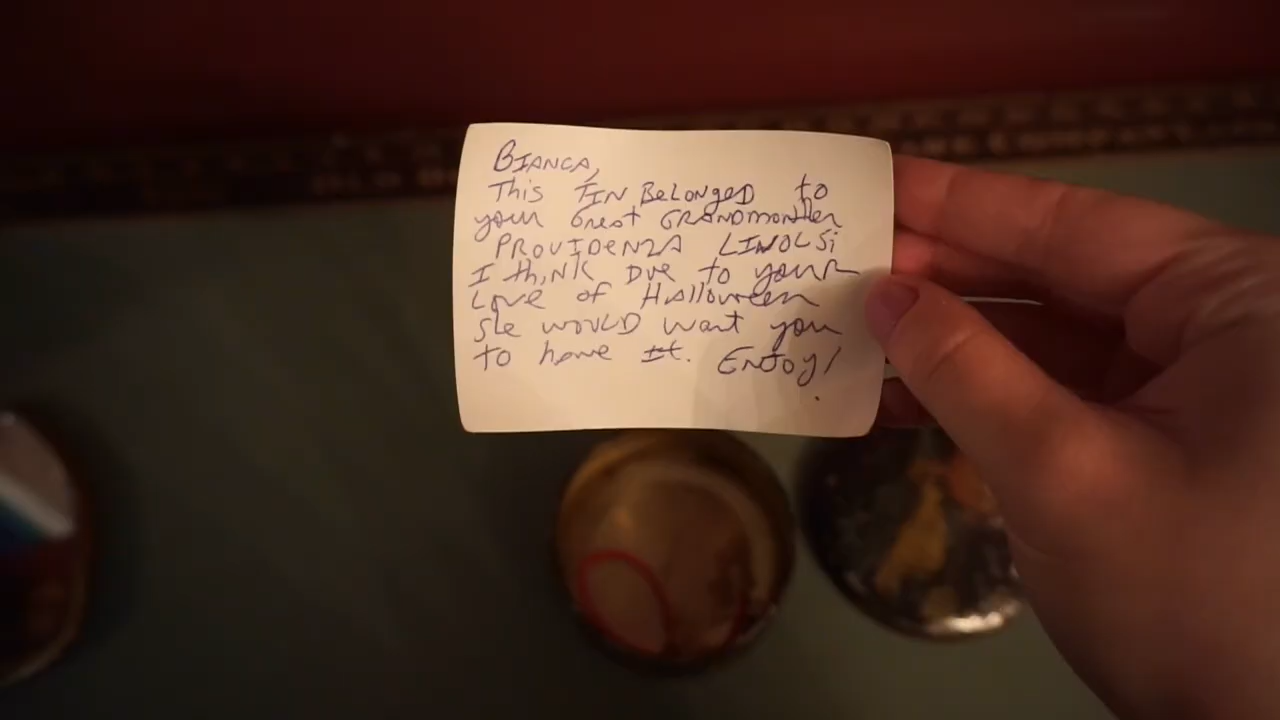 BIANCA,
This TIN BELONGED to
your Great GRANDMOTHER
PROVIDENZA LINOLSi
I thiNK DUE to your
Love of Halloween
She WOULD want you
to have it. ENJOY!